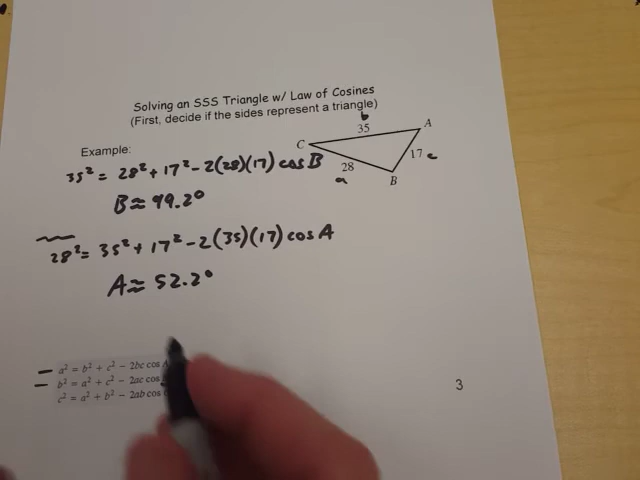 Solving an SSS Triangle w/ Law of Cosines
(First, decide if the sides represent a triangle)
Example:
b
35
A
C
28
a
17 c
B
35² = 28² + 17² - 2(28)(17) cos B
B ≈ 99.2°
28² = 35² + 17² - 2(35)(17) cos A
A ≈ 52.2°
a² = b² + c² − 2bc cos
b² = a² + c² − 2ac cos
c² = a² + b² − 2ab cos
3